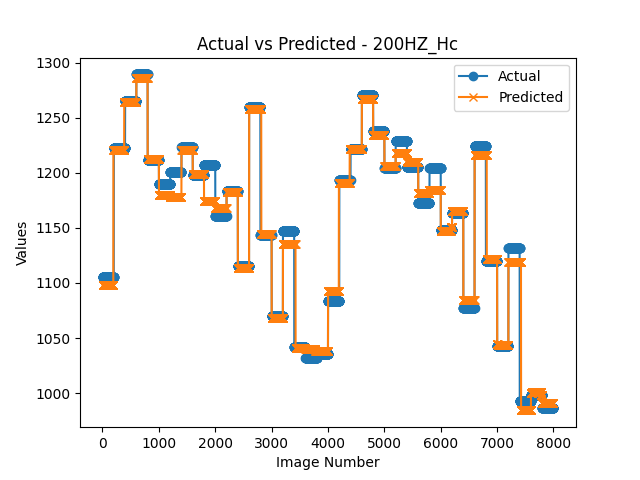 Actual vs Predicted - 200HZ_Hc
Actual
Predicted
Values
1300
1250
1200
1150
1100
1050
1000
0 1000 2000 3000 4000 5000 6000 7000 8000
Image Number